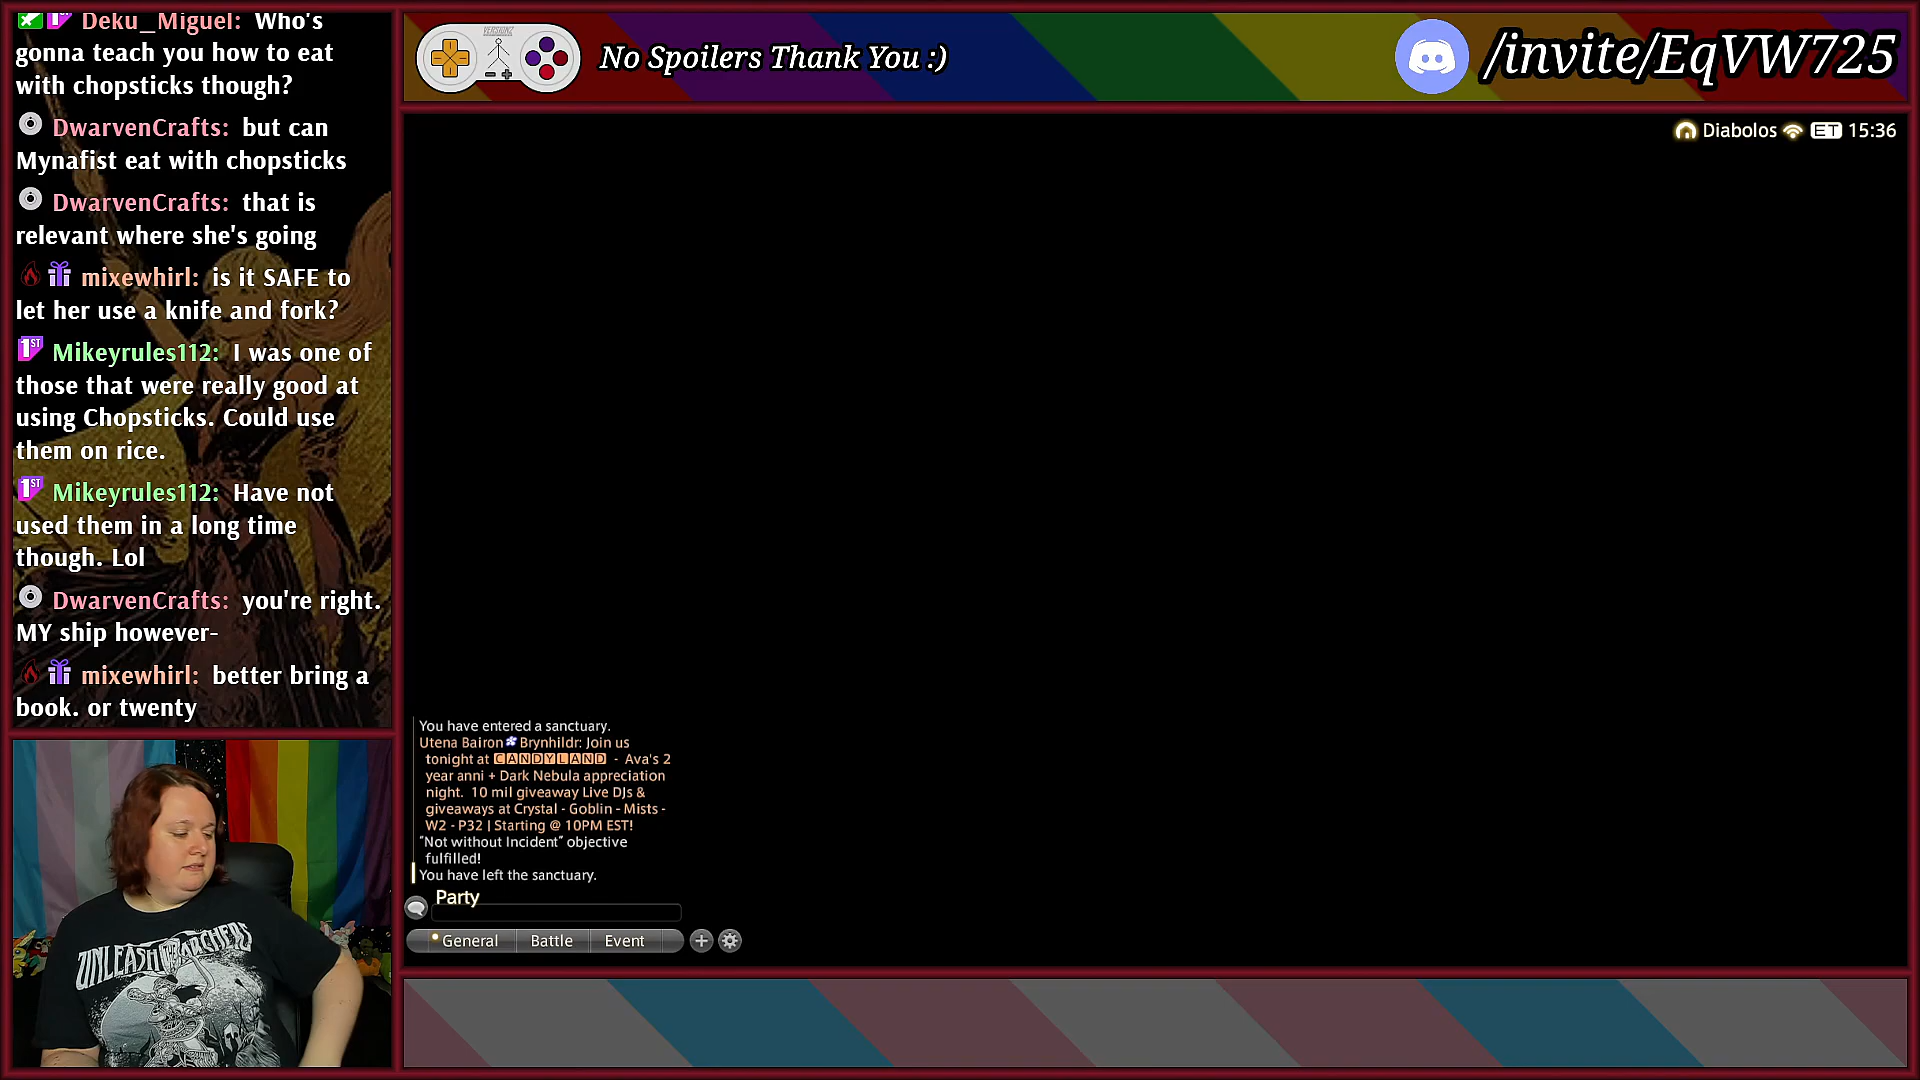 Deku_Miguel: Who's
gonna teach you how to eat
with chopsticks though?
DwarvenCrafts: but can
Mynafist eat with chopsticks
DwarvenCrafts: that is
relevant where she's going
mixewhirl: is it SAFE to
let her use a knife and fork?
1ST Mikeyrules112: I was one of
those that were really good at
using Chopsticks. Could use
them on rice.
1ST Mikeyrules112: Have not
used them in a long time
though. Lol
DwarvenCrafts: you're right.
MY ship however-
mixewhirl: better bring a
book. or twenty
UNLEASH THE ARCHERS
VERSIONZ
No Spoilers Thank You :)
/invite/EqVW725
Diabolos ET 15:36
You have entered a sanctuary.
Utena Bairon Brynhildr: Join us
tonight at CANDYLAND - Ava's 2
year anni + Dark Nebula appreciation
night. 10 mil giveaway Live DJs &
giveaways at Crystal - Goblin - Mists -
W2 - P32 | Starting @ 10PM EST!
"Not without Incident" objective
fulfilled!
You have left the sanctuary.
Party
General Battle Event